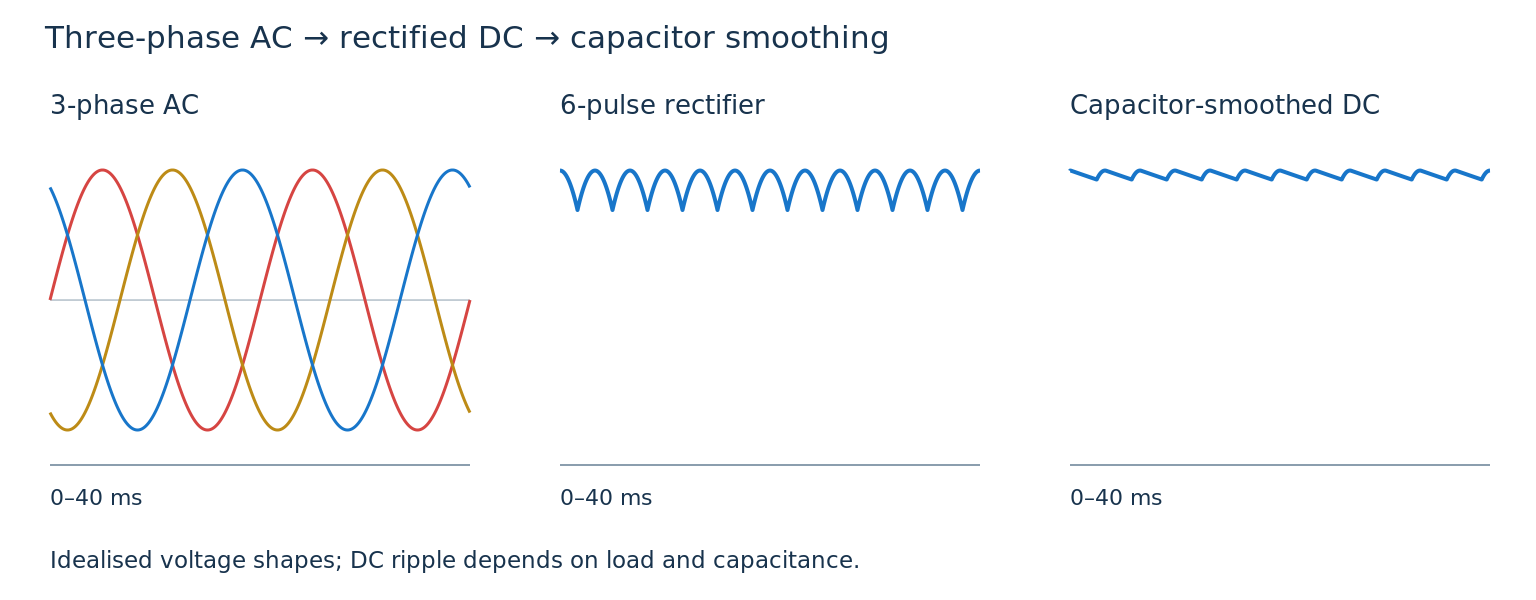 Three-phase AC → rectified DC → capacitor smoothing
3-phase AC
6-pulse rectifier
Capacitor-smoothed DC
0–40 ms
0–40 ms
0–40 ms
Idealised voltage shapes; DC ripple depends on load and capacitance.